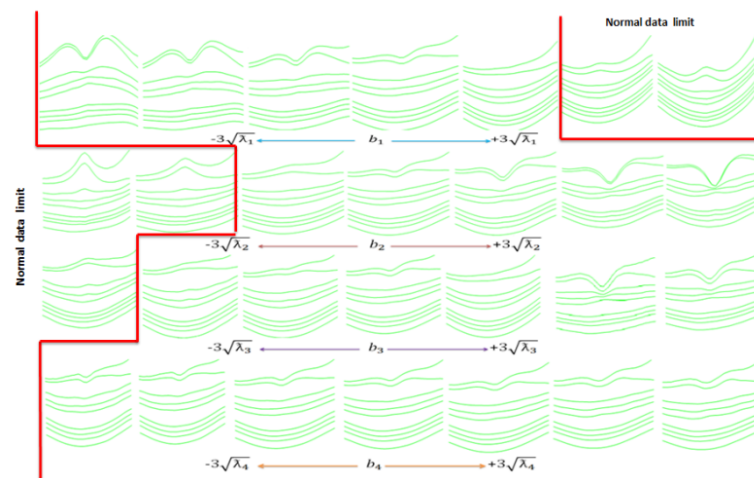 Normal data limit
-3√λ₁ b₁ +3√λ₁
Normal data limit
-3√λ₂ b₂ +3√λ₂
-3√λ₃ b₃ +3√λ₃
-3√λ₄ b₄ +3√λ₄